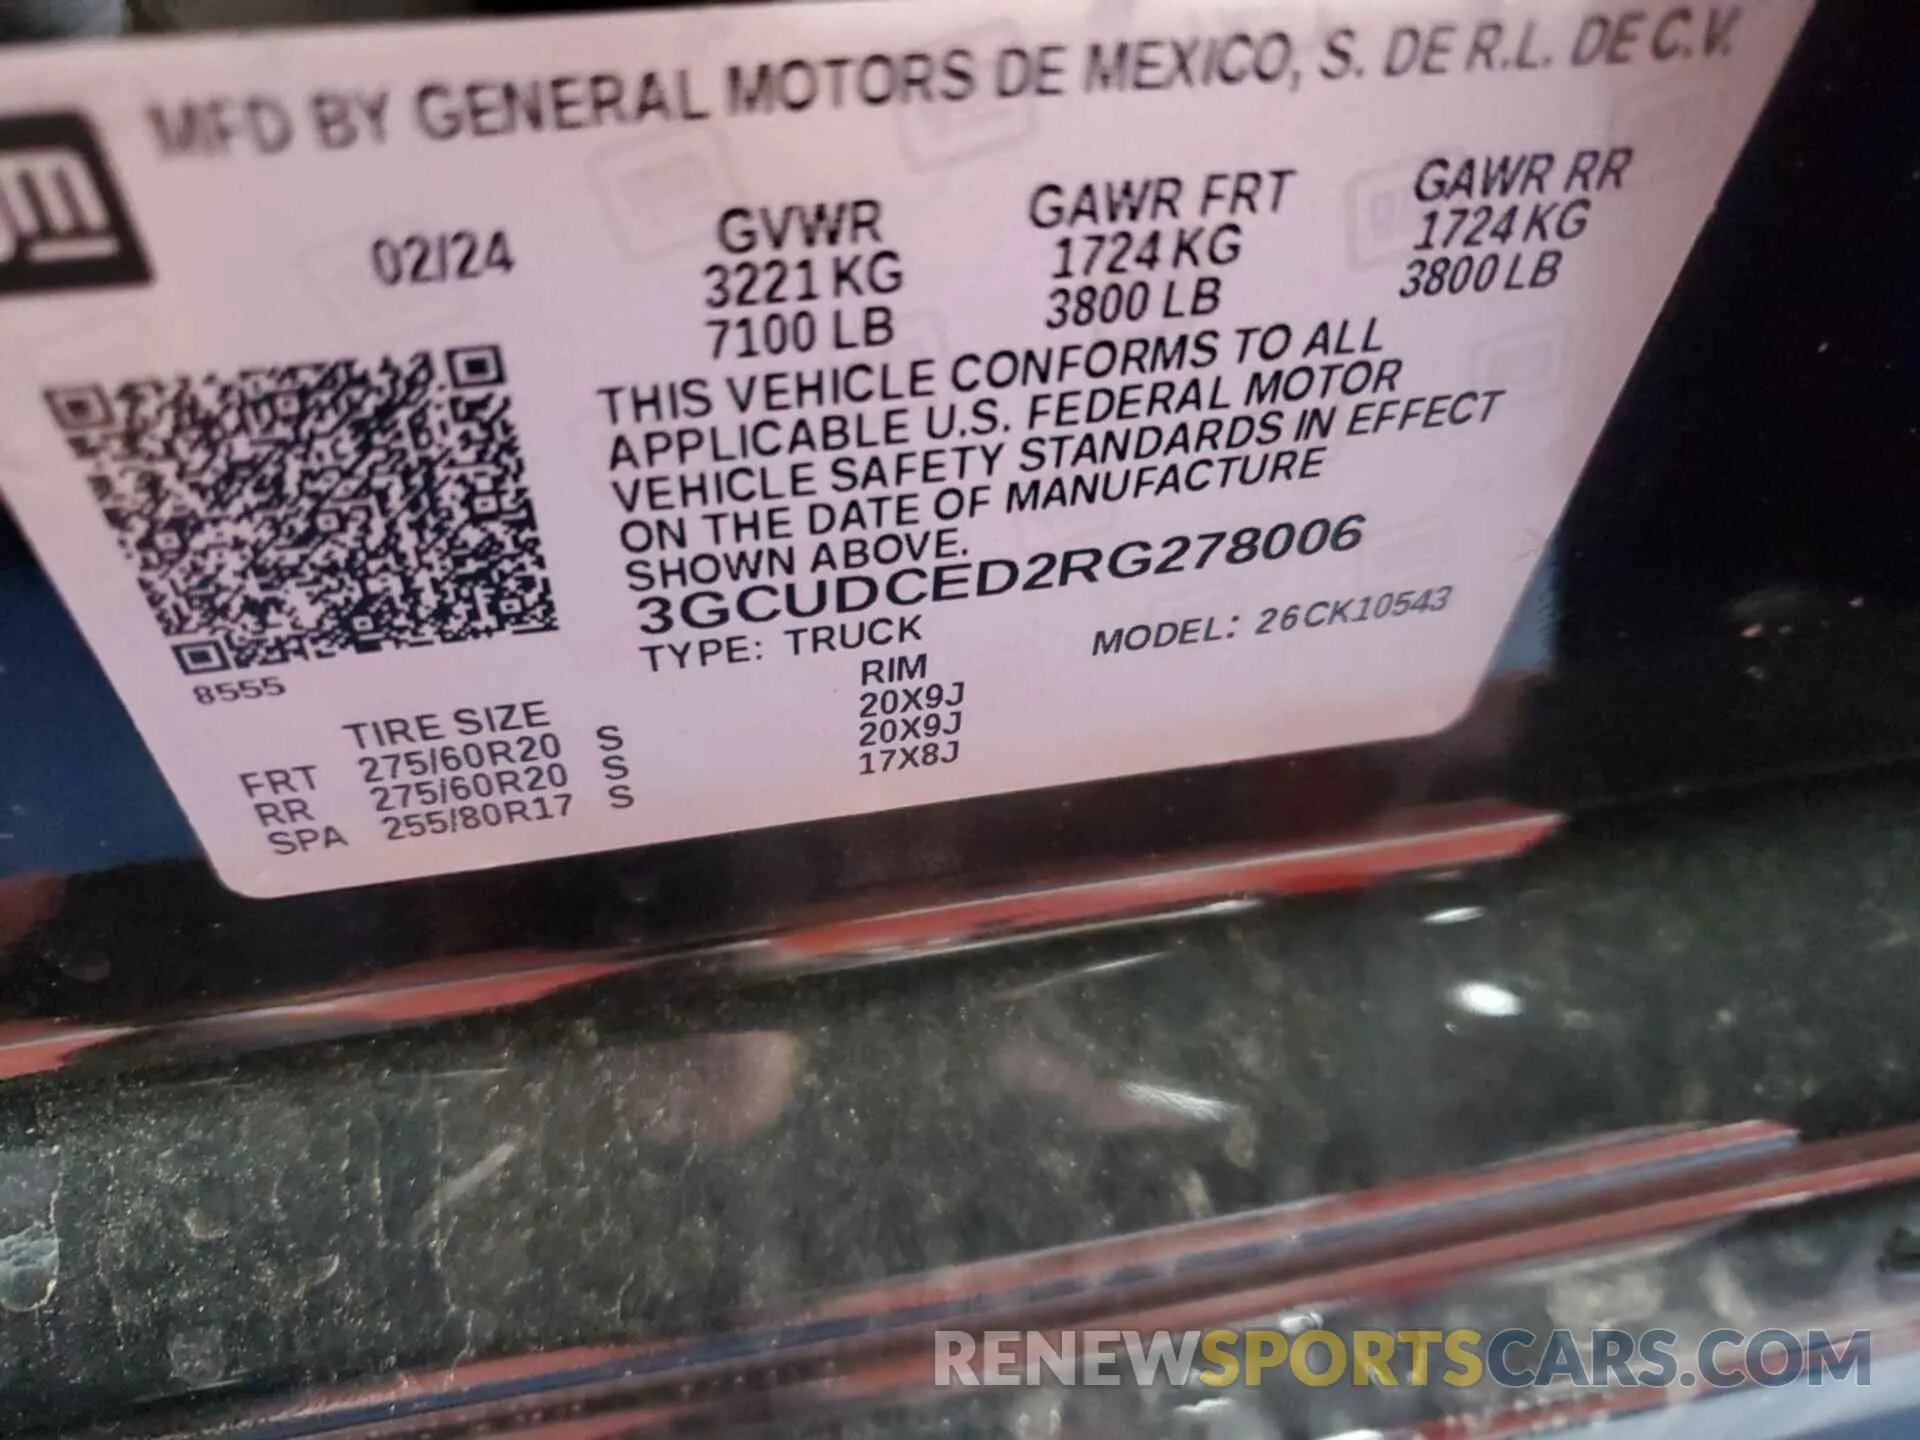 MFD BY GENERAL MOTORS DE MEXICO, S. DE R.L. DE C.V.
02/24
GVWR
3221 KG
7100 LB
GAWR FRT
1724 KG
3800 LB
GAWR RR
1724 KG
3800 LB
THIS VEHICLE CONFORMS TO ALL
APPLICABLE U.S. FEDERAL MOTOR
VEHICLE SAFETY STANDARDS IN EFFECT
ON THE DATE OF MANUFACTURE
SHOWN ABOVE.
3GCUDCED2RG278006
TYPE: TRUCK MODEL: 26CK10543
8555
TIRE SIZE RIM
FRT 275/60R20 S 20X9J
RR 275/60R20 S 20X9J
SPA 255/80R17 S 17X8J
RENEWSPORTSCARS.COM